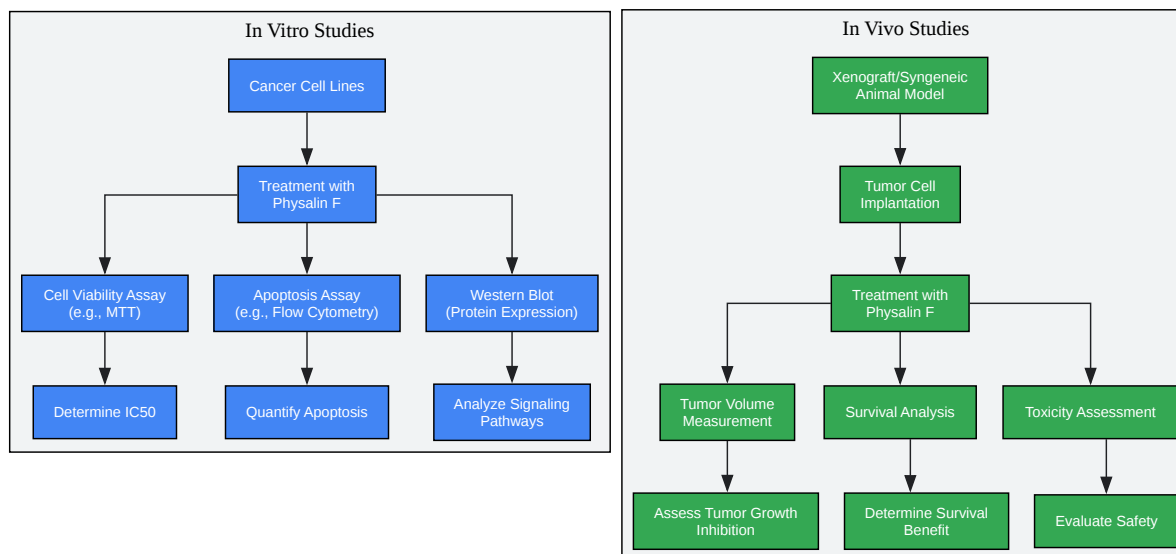 In Vitro Studies
Cancer Cell Lines
Treatment with
Physalin F
Cell Viability Assay
(e.g., MTT)
Apoptosis Assay
(e.g., Flow Cytometry)
Western Blot
(Protein Expression)
Determine IC50
Quantify Apoptosis
Analyze Signaling
Pathways
In Vivo Studies
Xenograft/Syngeneic
Animal Model
Tumor Cell
Implantation
Treatment with
Physalin F
Tumor Volume
Measurement
Survival Analysis
Toxicity Assessment
Assess Tumor Growth
Inhibition
Determine Survival
Benefit
Evaluate Safety